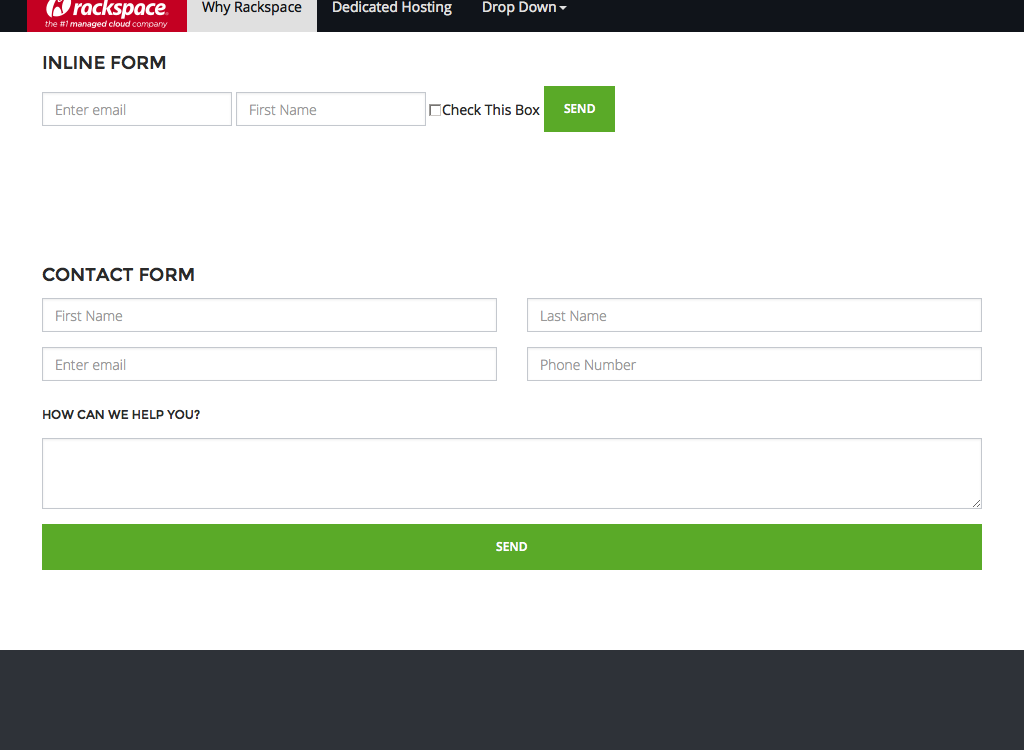 rackspace.
the #1 managed cloud company
Why Rackspace
Dedicated Hosting
Drop Down
INLINE FORM
Enter email
First Name
Check This Box
SEND
CONTACT FORM
First Name
Last Name
Enter email
Phone Number
HOW CAN WE HELP YOU?
SEND